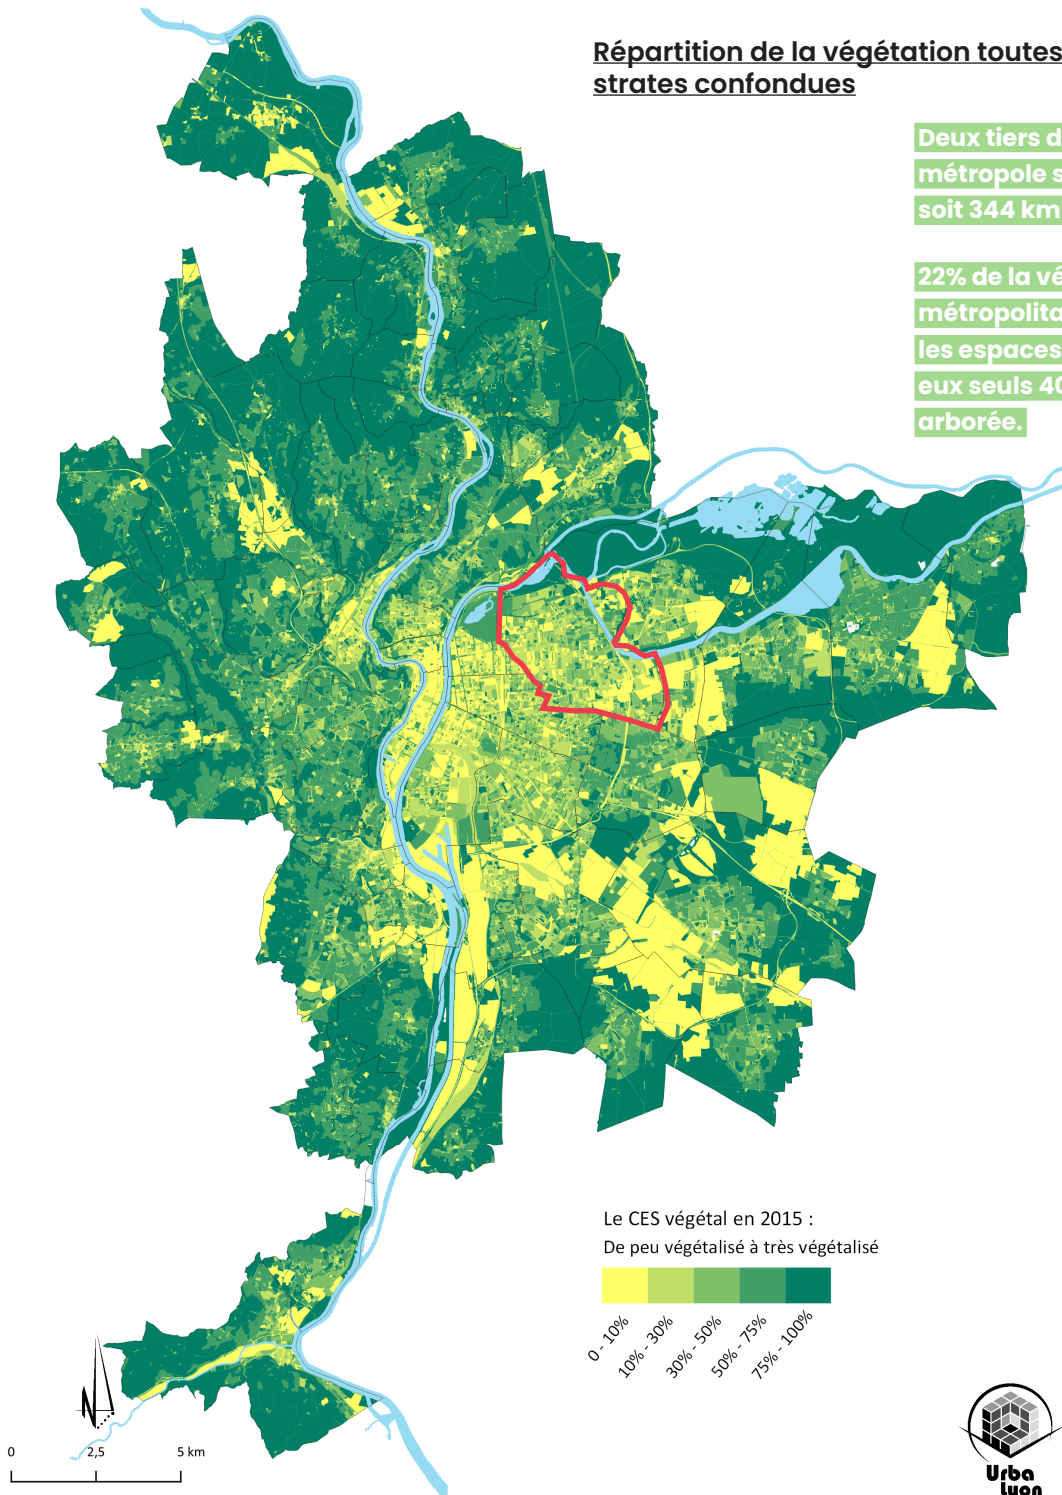 Répartition de la végétation toutes
strates confondues
Deux tiers d
métropole s
soit 344 km
22% de la vé
métropolita
les espaces
eux seuls 40
arborée.
Le CES végétal en 2015 :
De peu végétalisé à très végétalisé
0 - 10%
10% - 30%
30% - 50%
50% - 75%
75% - 100%
N
0 2,5 5 km
Urba
Lyon